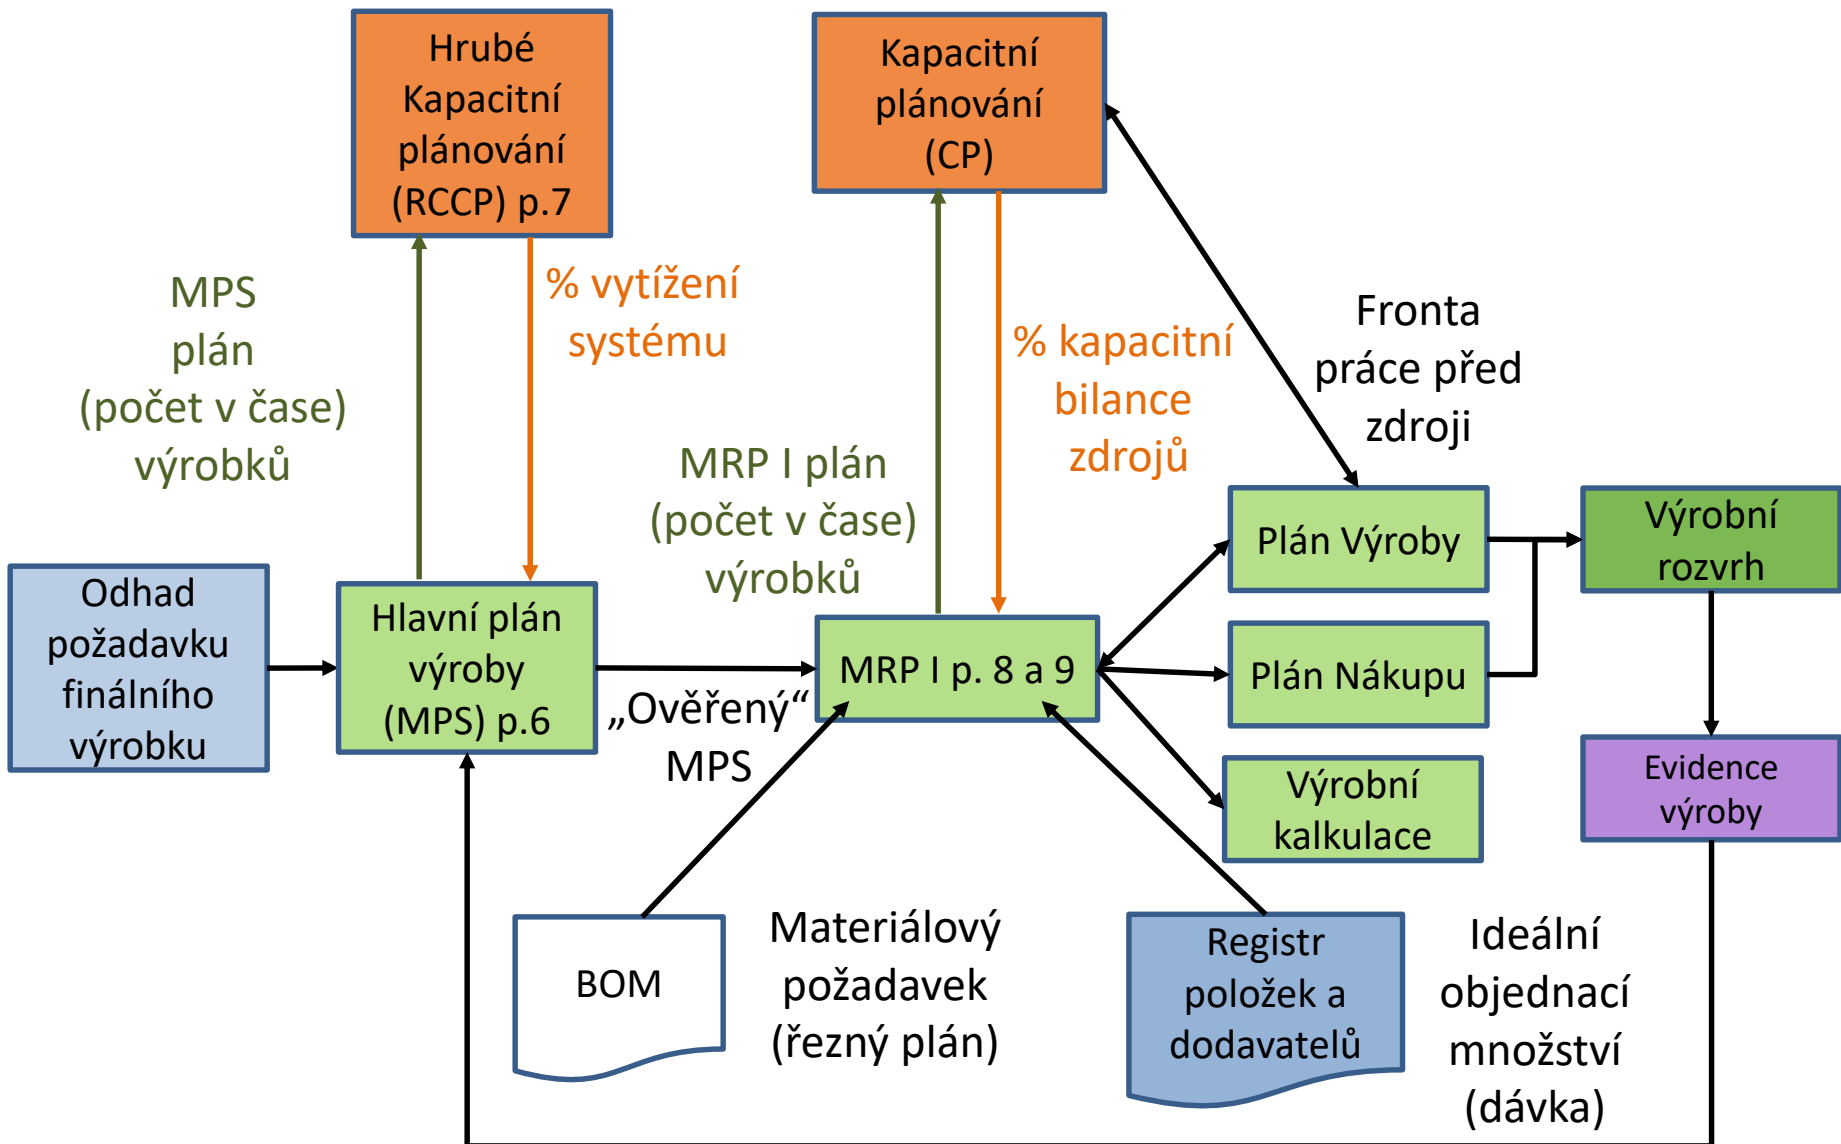 Hrubé
Kapacitní
plánování
(RCCP) p.7
Kapacitní
plánování
(CP)
MPS
plán
(počet v čase)
výrobků
% vytížení
systému
% kapacitní
bilance
zdrojů
Fronta
práce před
zdroji
MRP I plán
(počet v čase)
výrobků
Odhad
požadavku
finálního
výrobku
Hlavní plán
výroby
(MPS) p.6
„Ověřený“
MPS
MRP I p. 8 a 9
Plán Výroby
Plán Nákupu
Výrobní
kalkulace
Výrobní
rozvrh
Evidence
výroby
BOM
Materiálový
požadavek
(řezný plán)
Registr
položek a
dodavatelů
Ideální
objednací
množství
(dávka)